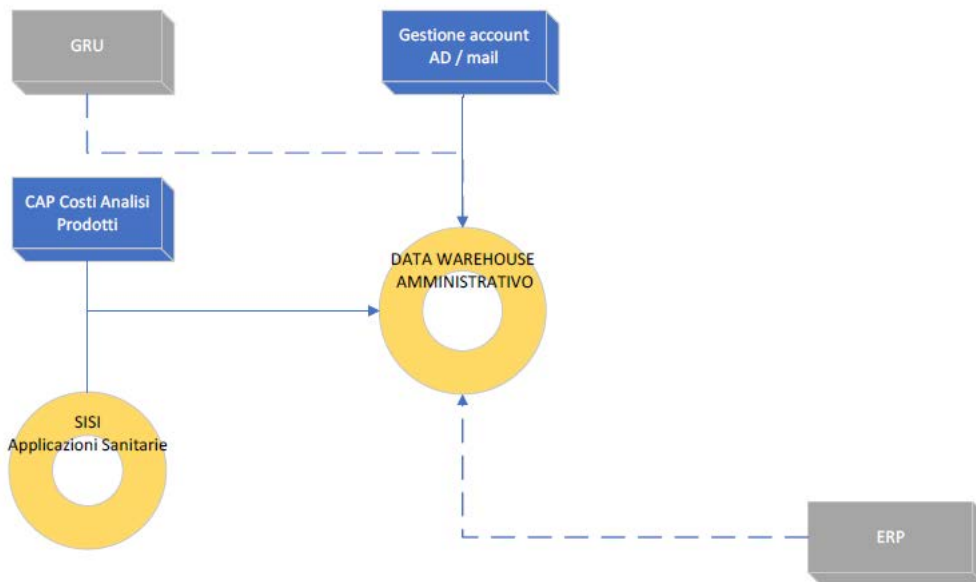 GRU
Gestione account
AD / mail
CAP Costi Analisi
Prodotti
DATA WAREHOUSE
AMMINISTRATIVO
SISI
Applicazioni Sanitarie
ERP